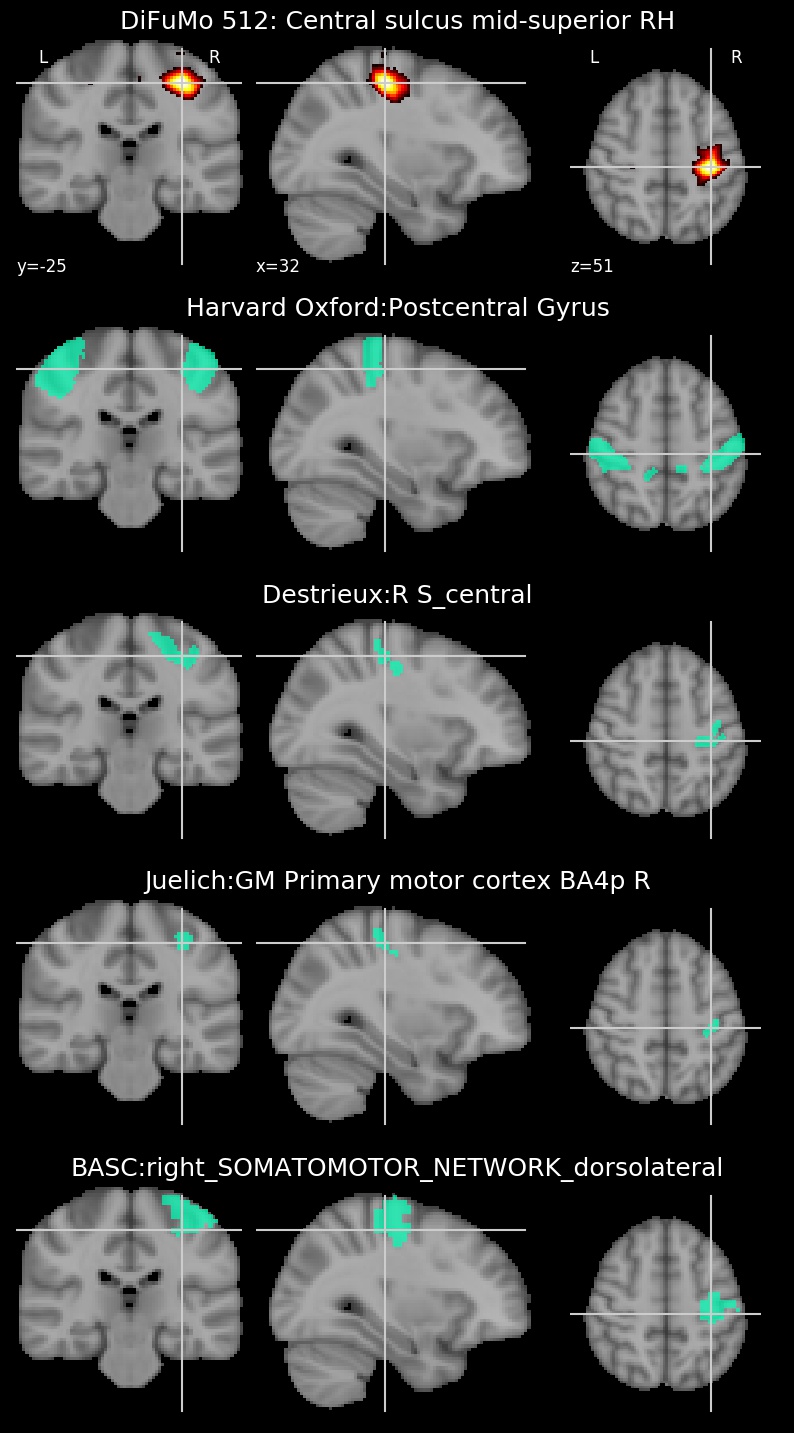 DiFuMo 512: Central sulcus mid-superior RH
L R L R
y=-25 x=32 z=51
Harvard Oxford:Postcentral Gyrus
Destrieux:R S_central
Juelich:GM Primary motor cortex BA4p R
BASC:right_SOMATOMOTOR_NETWORK_dorsolateral